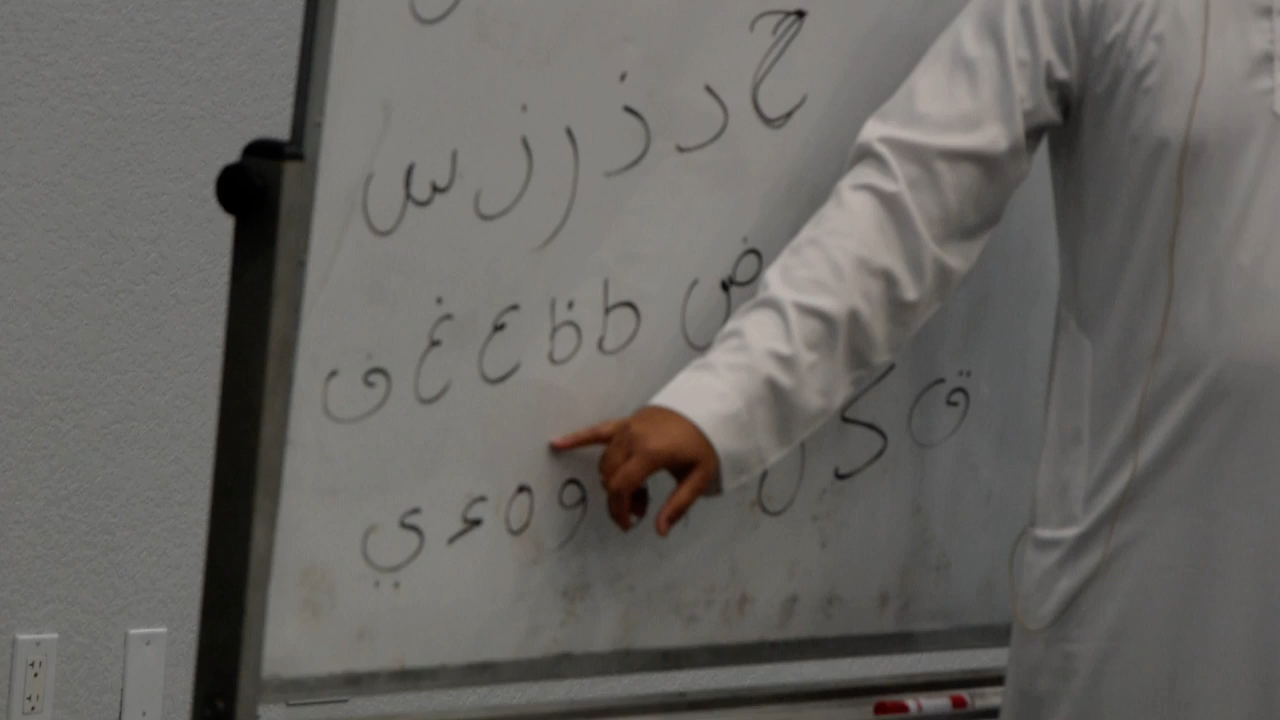 ح د ذ ر ز س
ض ط ظ ع غ ف
ق ك ل و ه ء ي